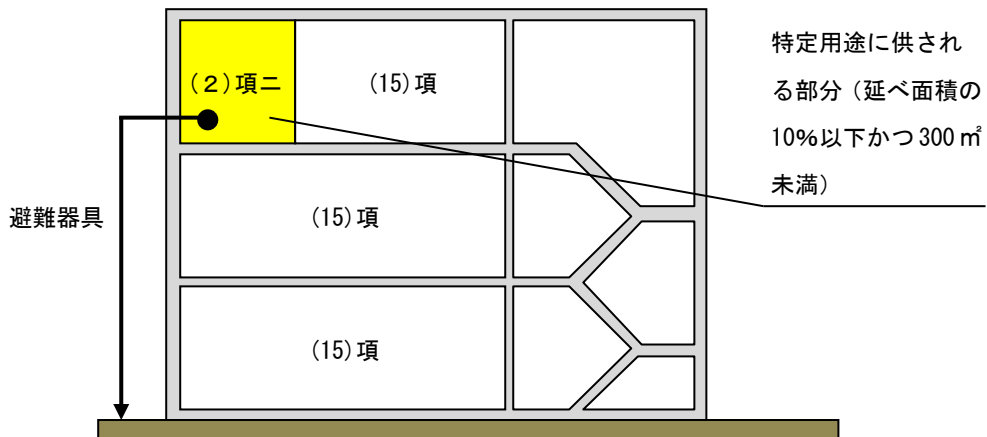 (２)項ニ
(15)項
特定用途に供され
る部分（延べ面積の
10%以下かつ300㎡
未満）
避難器具
(15)項
(15)項